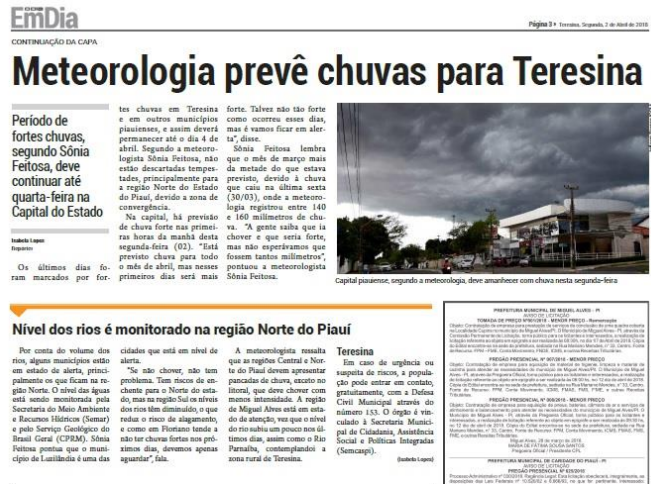 EmDia
Página 3 • Teresina, Segunda, 2 de Abril de 2018
CONTINUAÇÃO DA CAPA
Meteorologia prevê chuvas para Teresina
Período de
fortes chuvas,
segundo Sônia
Feitosa, deve
continuar até
quarta-feira na
Capital do Estado
Isabela Lopes
Repórter
Os últimos dias fo-
ram marcados por for-
tes chuvas em Teresina
e em outros municípios
piauienses, e assim deverá
permanecer até o dia 4 de
abril. Segundo a meteoro-
logista Sônia Feitosa, não
estão descartadas tempes-
tades, principalmente para
a região Norte do Estado
do Piauí, devido a zona de
convergência.
Na capital, há previsão
de chuva forte nas primei-
ras horas da manhã desta
segunda-feira (02). "Está
previsto chuva para todo
o mês de abril, mas nesses
primeiros dias será mais
forte. Talvez não tão forte
como ocorreu esses dias,
mas é vamos ficar em aler-
ta", disse.
Sônia Feitosa lembra
que o mês de março mais
da metade do que estava
previsto, devido à chuva
que caiu na última sexta
(30/03), onde a meteoro-
logia registrou entre 140
e 160 milímetros de chu-
va. "A gente saiba que ia
chover e que seria forte,
mas não esperávamos que
fossem tantos milímetros",
pontuou a meteorologista
Sônia Feitosa.
Capital piauiense, segundo a meteorologia, deve amanhecer com chuva nesta segunda-feira
Nível dos rios é monitorado na região Norte do Piauí
Por conta do volume dos
rios, alguns municípios estão
em estado de alerta, princi-
palmente os que ficam na re-
gião Norte. O nível das águas
está sendo monitorada pela
Secretaria do Meio Ambiente
e Recursos Hídricos (Semar)
e pelo Serviço Geológico do
Brasil Geral (CPRM). Sônia
Feitosa pontua que o muni-
cípio de Luzilândia é uma das
cidades que está em nível de
alerta.
"Se não chover, não tem
problema. Tem riscos de en-
chente para o Norte do esta-
do, mas na região Sul os níveis
dos rios têm diminuído, o que
redux o risco de alagamento,
e como em Floriano tende a
não ter chuvas fortes nos pró-
ximos dias, devemos apenas
aguardar", fala.
A meteorologista ressalta
que as regiões Central e Nor-
te do Piauí devem apresentar
pancadas de chuva, exceto no
litoral, que deve chover com
menos intensidade. A região
de Miguel Alves está em esta-
do de atenção, vez que o nível
do rio subiu um pouco nos úl-
timos dias, assim como o Rio
Parnaíba, contemplando a
zona rural de Teresina.
Teresina
Em caso de urgência ou
suspeita de riscos, a popula-
ção pode entrar em contato,
gratuitamente, com a Defesa
Civil Municipal através do
número 153. O órgão é vin-
culado à Secretaria Munici-
pal de Cidadania, Assistência
Social e Políticas Integradas
(Semcaspi).
(Isabela Lopes)
PREFEITURA MUNICIPAL DE MIGUEL ALVES - PI
AVISO DE LICITAÇÃO
PREFEITURA MUNICIPAL DE CARIDADE DO PIAUÍ - PI
AVISO DE LICITAÇÃO